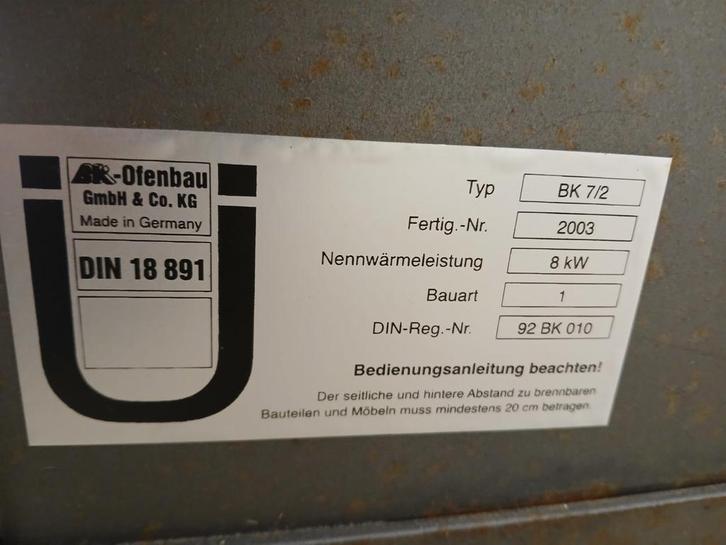 BK-Ofenbau
GmbH & Co. KG
Made in Germany
DIN 18 891
Typ BK 7/2
Fertig.-Nr. 2003
Nennwärmeleistung 8 kW
Bauart 1
DIN-Reg.-Nr. 92 BK 010
Bedienungsanleitung beachten!
Der seitliche und hintere Abstand zu brennbaren
Bauteilen und Möbeln muss mindestens 20 cm betragen.